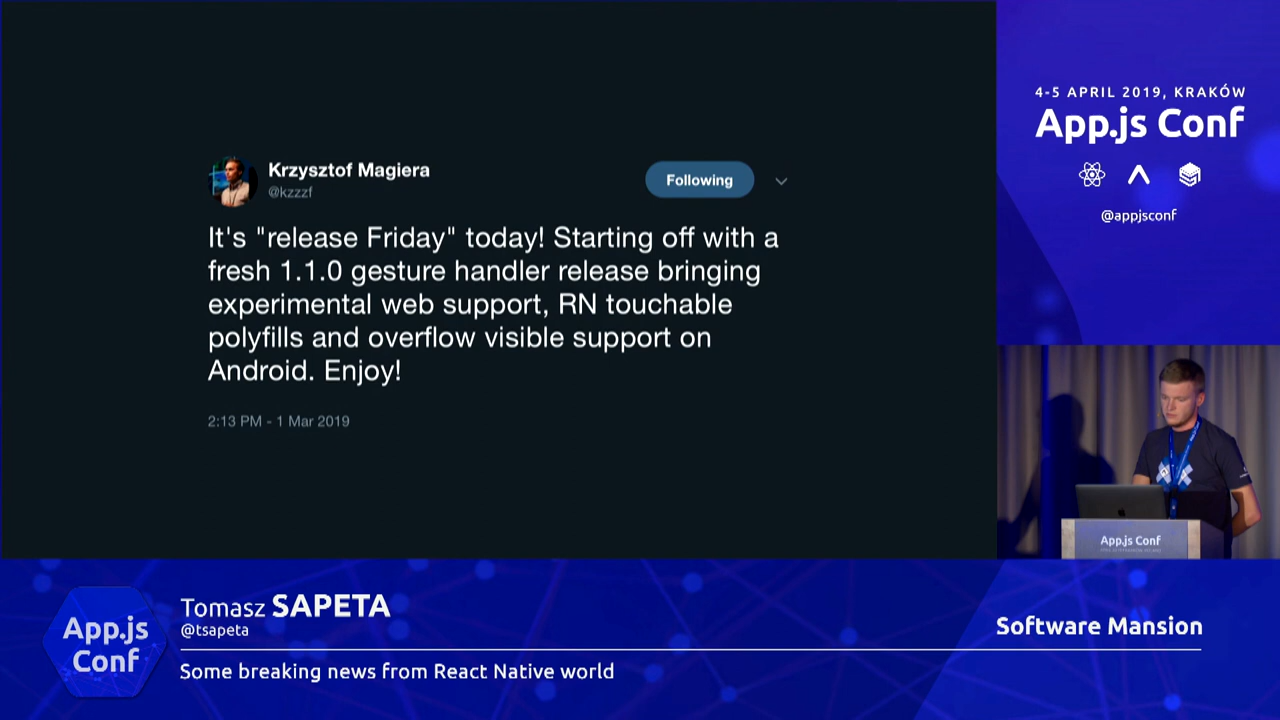 Krzysztof Magiera
@kzzzf
Following
It's "release Friday" today! Starting off with a
fresh 1.1.0 gesture handler release bringing
experimental web support, RN touchable
polyfills and overflow visible support on
Android. Enjoy!
2:13 PM - 1 Mar 2019
4-5 APRIL 2019, KRAKÓW
App.js Conf
@appjsconf
App.js Conf
App.js
Conf
Tomasz SAPETA
@tsapeta
Some breaking news from React Native world
Software Mansion